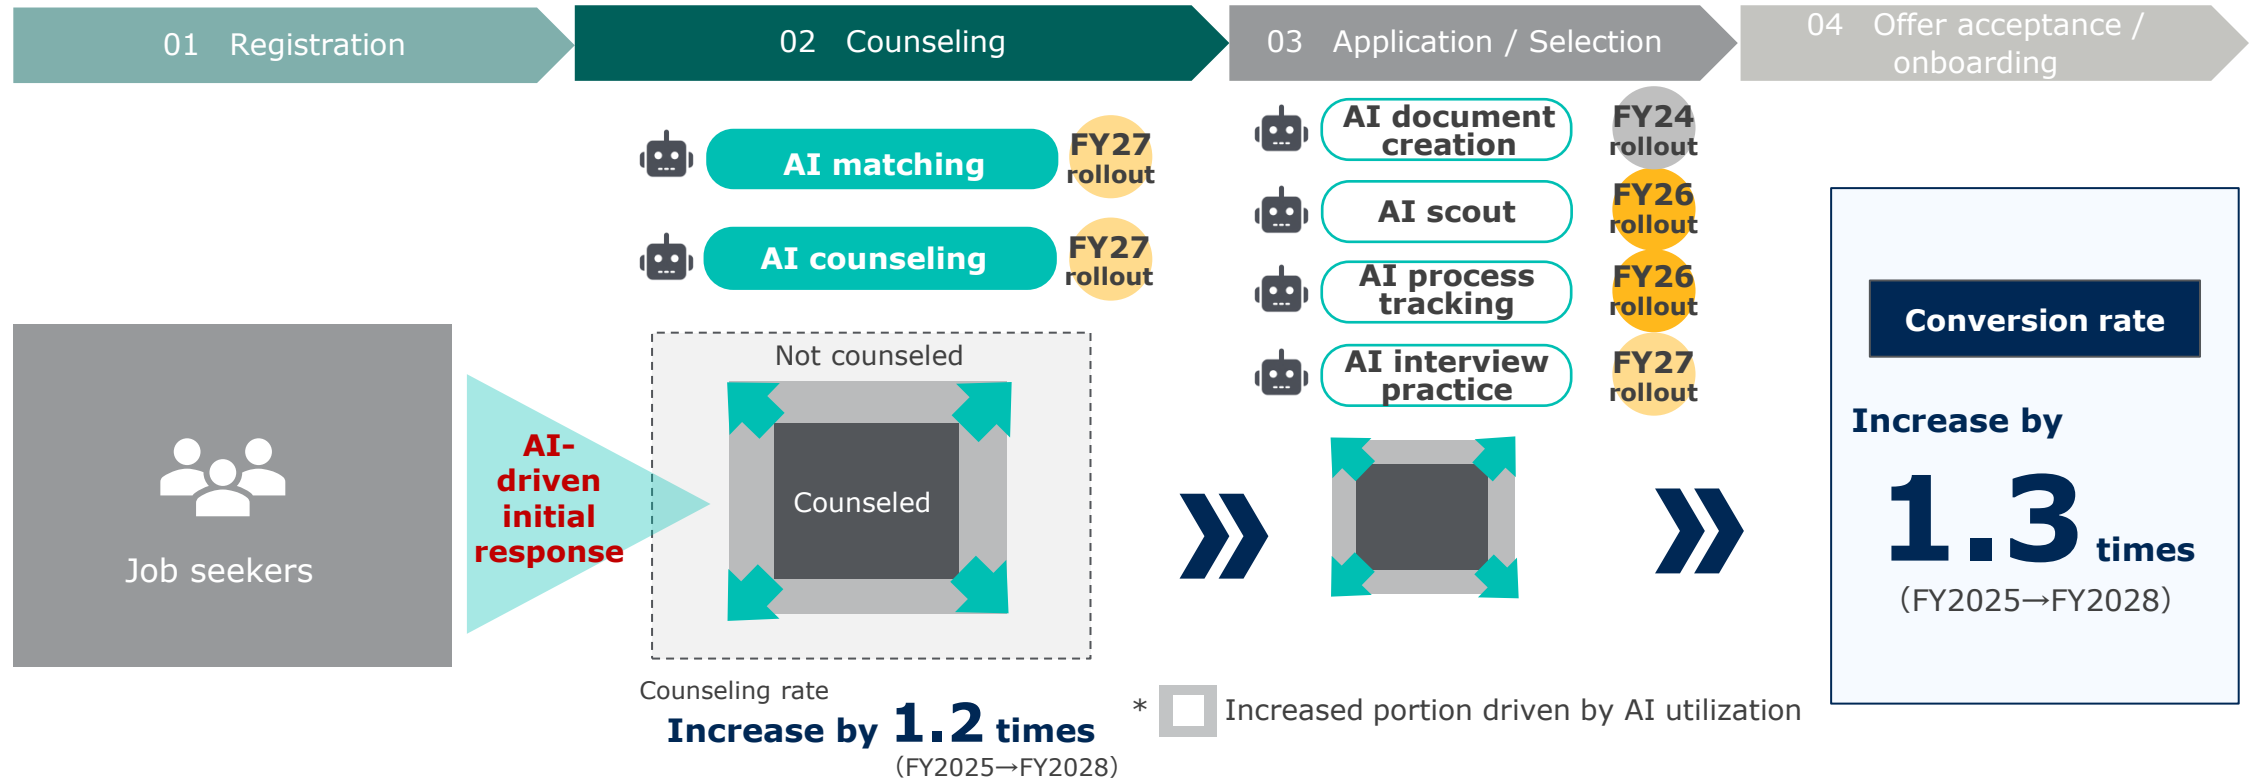 01 Registration
02 Counseling
03 Application / Selection
04 Offer acceptance /
onboarding
AI matching
FY27
rollout
AI counseling
FY27
rollout
AI document
creation
FY24
rollout
AI scout
FY26
rollout
AI process
tracking
FY26
rollout
AI interview
practice
FY27
rollout
Job seekers
AI-
driven
initial
response
Not counseled
Counseled
Counseling rate
Increase by 1.2 times
（FY2025→FY2028）
* Increased portion driven by AI utilization
Conversion rate
Increase by
1.3 times
（FY2025→FY2028）